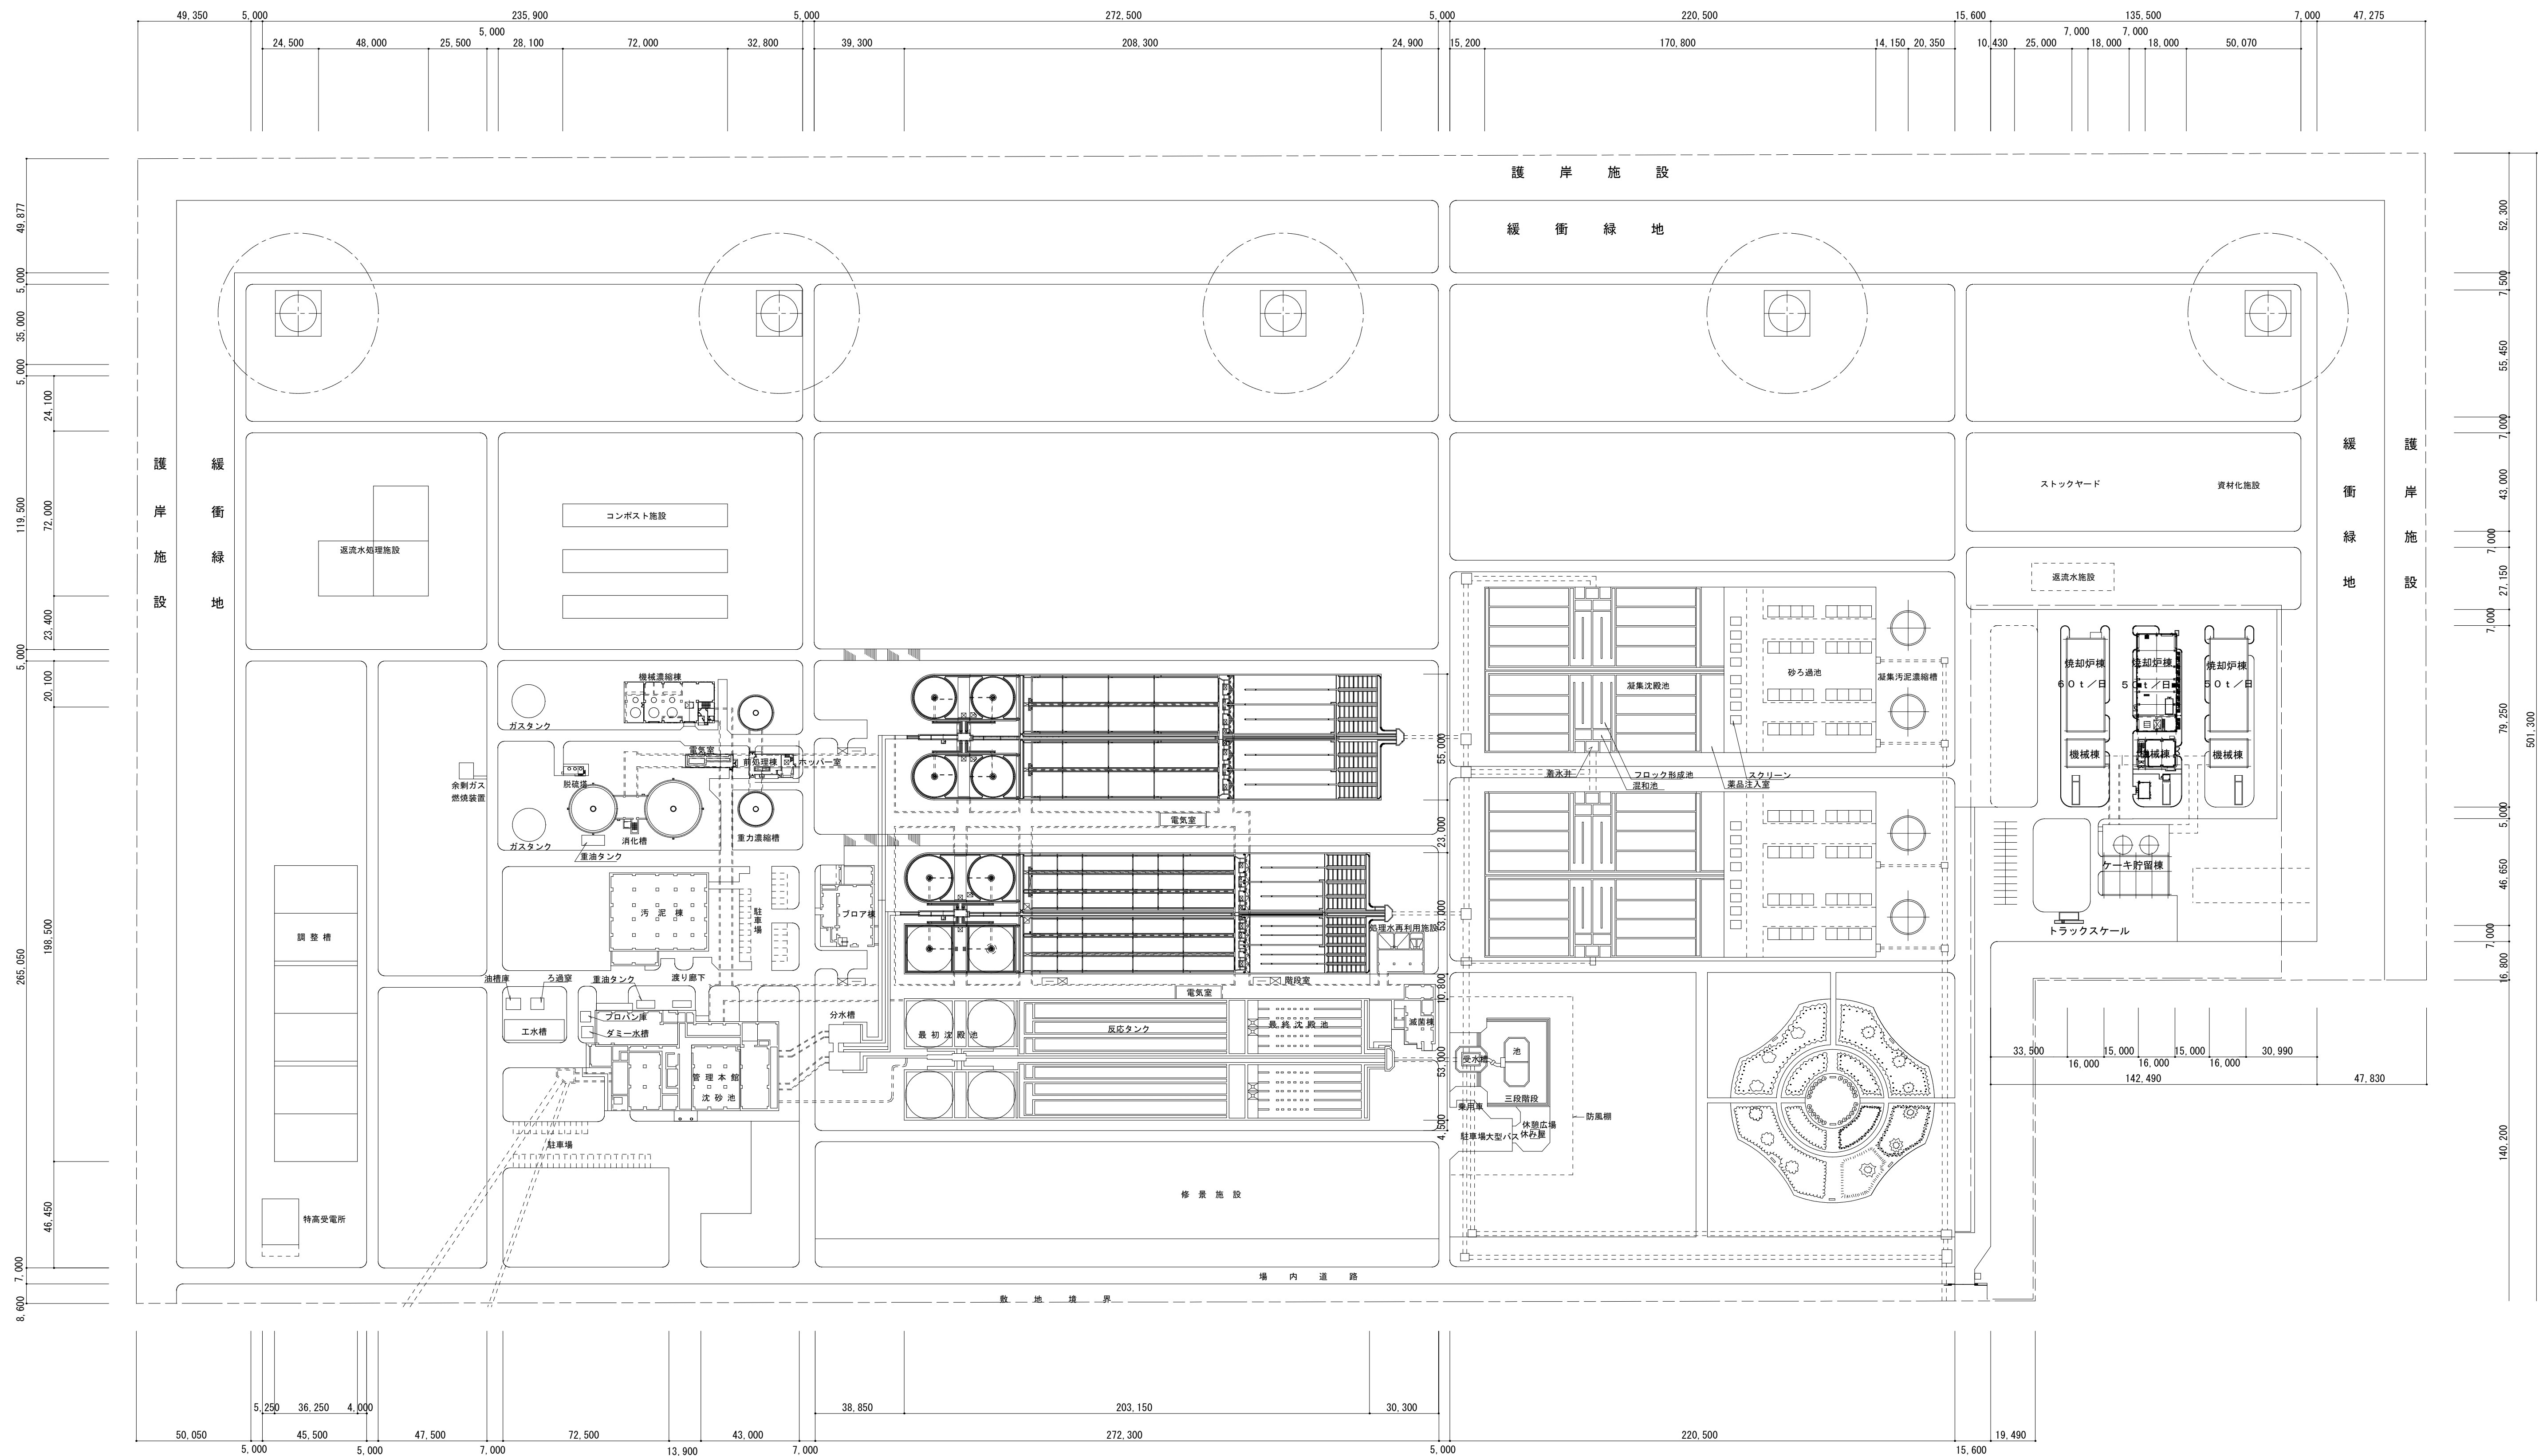 49,350
5,000
235,900
5,000
272,500
5,000
220,500
15,600
135,500
7,000
47,275
24,500
48,000
25,500
5,000
28,100
72,000
32,800
39,300
208,300
24,900
15,200
170,800
14,150
20,350
10,430
25,000
7,000
18,000
7,000
18,000
50,070
護岸施設
緩衝緑地
護岸施設
緩衝緑地
緩衝緑地
護岸施設
49,877
5,000
35,000
5,000
24,100
119,500
72,000
23,400
5,000
20,100
265,050
198,500
46,450
7,000
8,600
52,300
7,500
55,450
7,000
43,000
7,000
27,150
7,000
79,250
501,300
5,000
46,650
7,000
16,800
140,200
コンポスト施設
返流水処理施設
ストックヤード
資材化施設
返流水施設
機械濃縮棟
ガスタンク
電気室
前処理棟
ホッパー室
余剰ガス
燃焼装置
脱硫塔
消化槽
重力濃縮槽
ガスタンク
重油タンク
55,000
電気室
23,000
凝集沈殿池
砂ろ過池
凝集汚泥濃縮槽
着水井
フロック形成池
混和池
スクリーン
薬品注入室
焼却炉棟
60t/日
焼却炉棟
50t/日
焼却炉棟
50t/日
機械棟
機械棟
機械棟
ケーキ貯留棟
トラックスケール
調整槽
汚泥棟
駐車場
ブロア棟
53,000
処理水再利用施設
油槽庫
ろ過室
重油タンク
渡り廊下
階段室
10,800
電気室
プロパン庫
ダミー水槽
工水槽
分水槽
最初沈殿池
反応タンク
最終沈殿池
滅菌棟
53,000
受水槽
池
管理本館
沈砂池
三段階段
乗用車
防風棚
休憩広場
駐車場大型バス
休み屋
4,500
駐車場
修景施設
特高受電所
場内道路
敷地境界
33,500
16,000
15,000
16,000
15,000
16,000
30,990
142,490
47,830
5,250
36,250
4,000
38,850
203,150
30,300
50,050
5,000
45,500
5,000
47,500
7,000
72,500
13,900
43,000
7,000
272,300
5,000
220,500
15,600
19,490